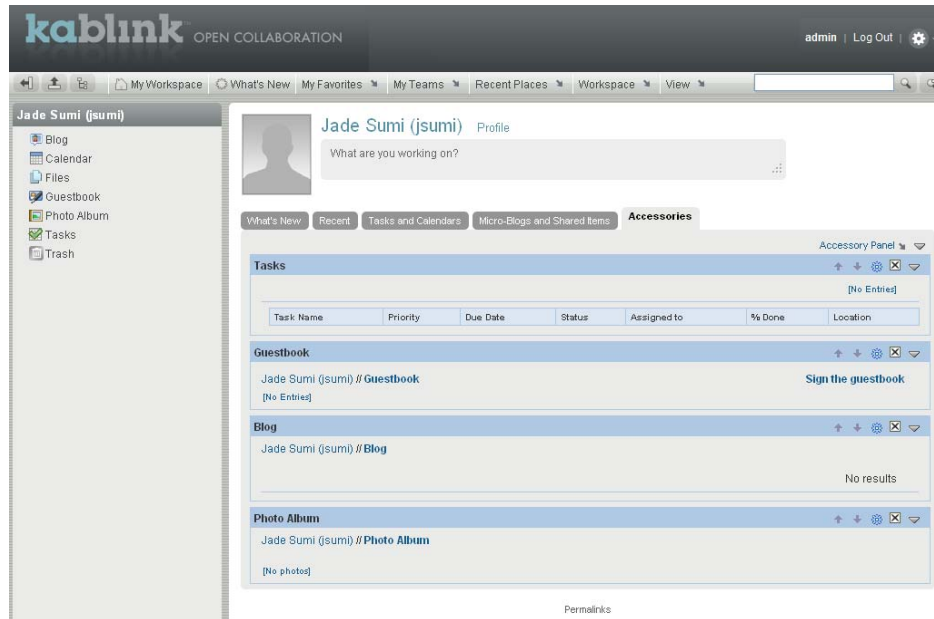 kablink OPEN COLLABORATION
admin | Log Out |
My Workspace What's New My Favorites My Teams Recent Places Workspace View
Jade Sumi (jsumi)
Blog
Calendar
Files
Guestbook
Photo Album
Tasks
Trash
Jade Sumi (jsumi) Profile
What are you working on?
What's New Recent Tasks and Calendars Micro-Blogs and Shared Items Accessories
Accessory Panel
Tasks
[No Entries]
Task Name Priority Due Date Status Assigned to % Done Location
Guestbook
Jade Sumi (jsumi) // Guestbook Sign the guestbook
[No Entries]
Blog
Jade Sumi (jsumi) // Blog
No results
Photo Album
Jade Sumi (jsumi) // Photo Album
[No photos]
Permalinks